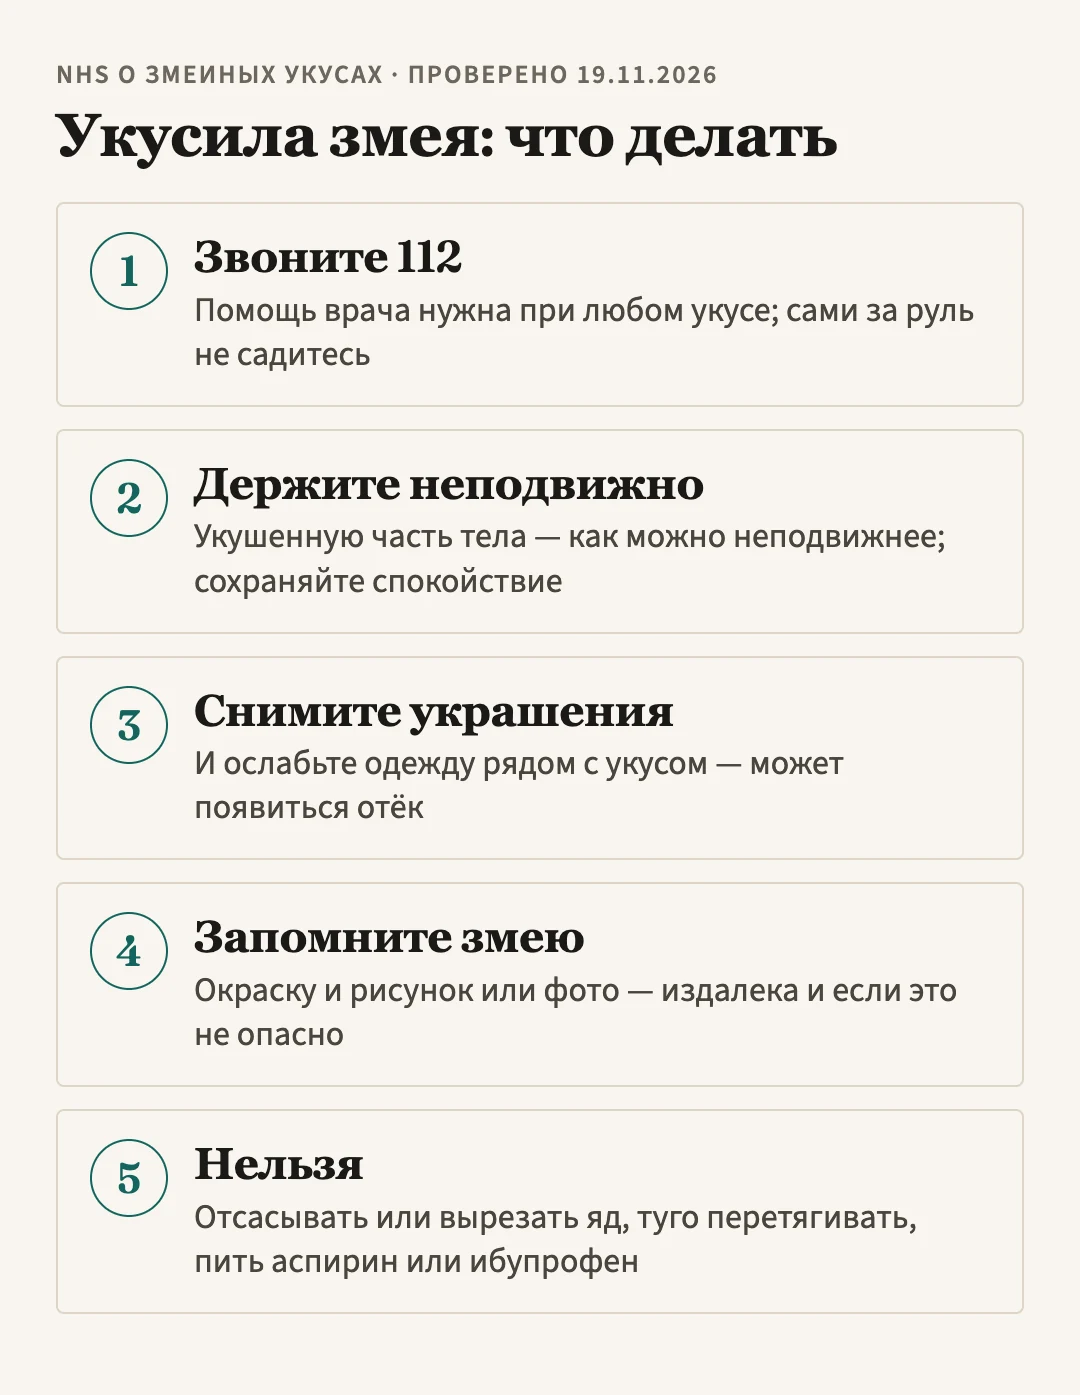 NHS О ЗМЕИНЫХ УКУСАХ · ПРОВЕРЕНО 19.11.2026
Укусила змея: что делать
1
Звоните 112
Помощь врача нужна при любом укусе; сами за руль
не садитесь
2
Держите неподвижно
Укушенную часть тела — как можно неподвижнее;
сохраняйте спокойствие
3
Снимите украшения
И ослабьте одежду рядом с укусом — может
появиться отёк
4
Запомните змею
Окраску и рисунок или фото — издалека и если это
не опасно
5
Нельзя
Отсасывать или вырезать яд, туго перетягивать,
пить аспирин или ибупрофен